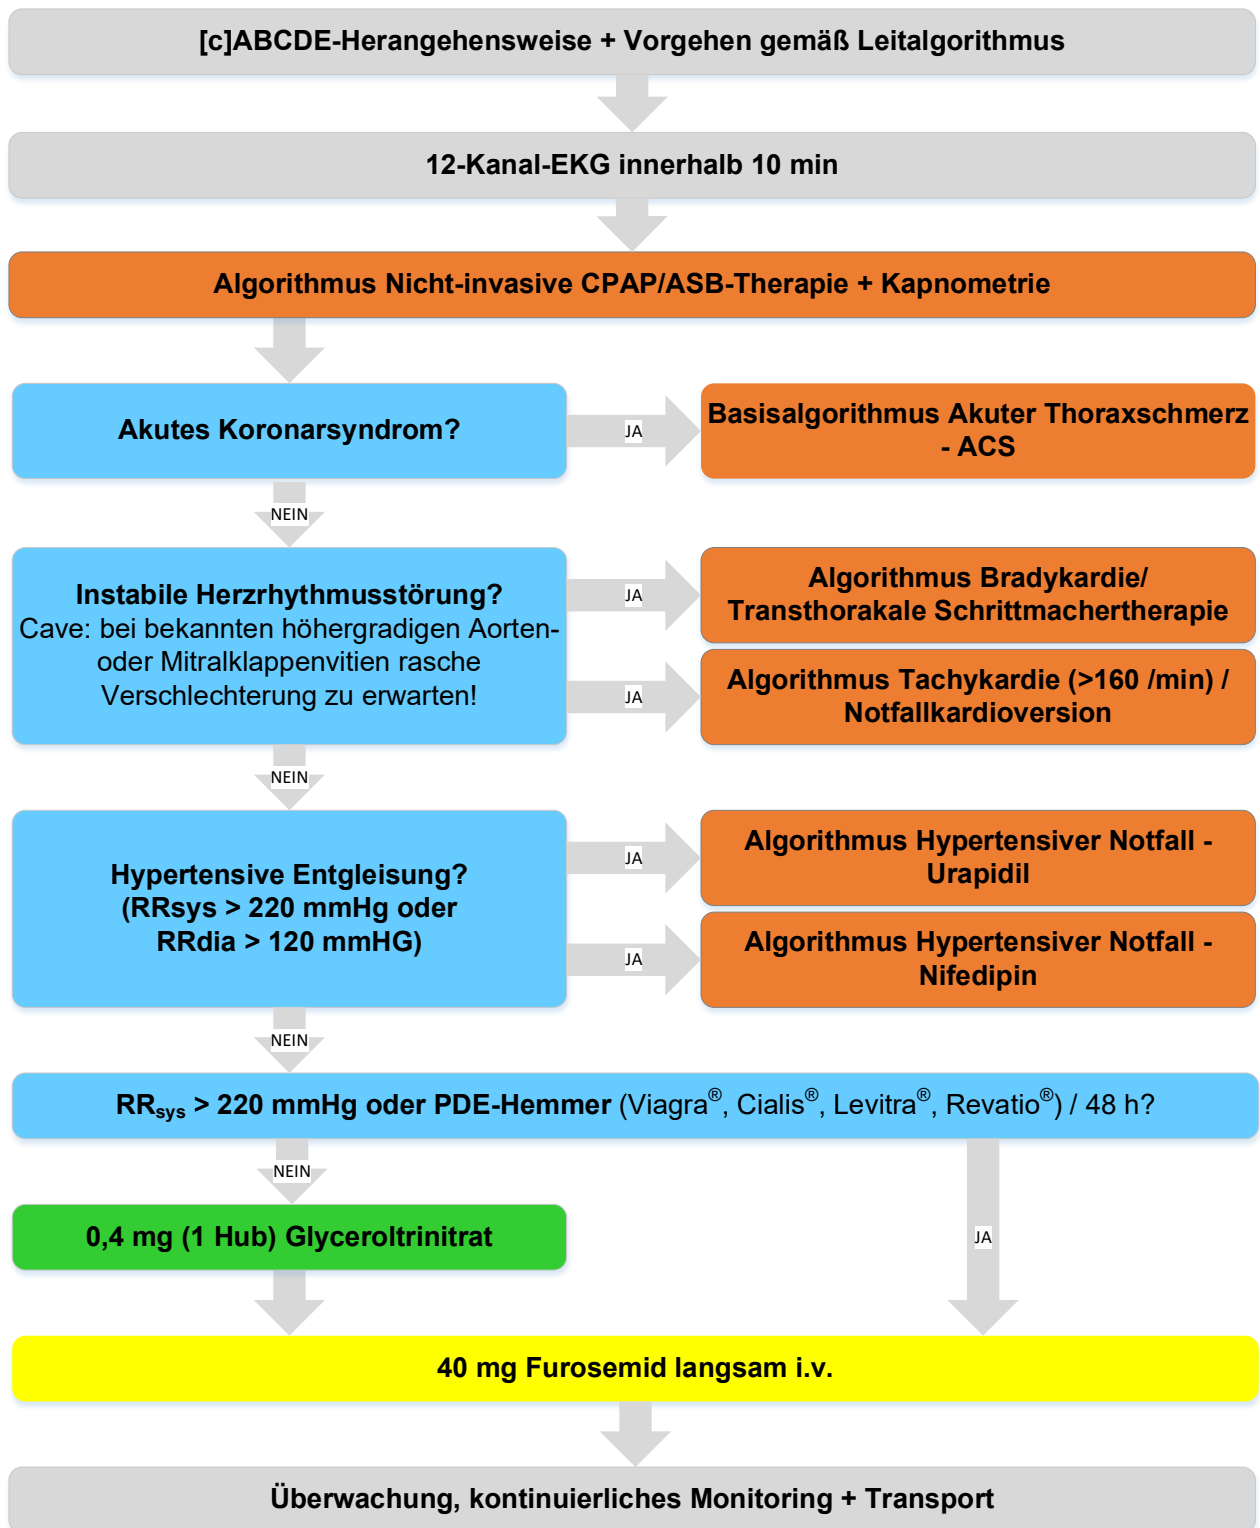 [c]ABCDE-Herangehensweise + Vorgehen gemäß Leitalgorithmus
12-Kanal-EKG innerhalb 10 min
Algorithmus Nicht-invasive CPAP/ASB-Therapie + Kapnometrie
Akutes Koronarsyndrom?
JA
Basisalgorithmus Akuter Thoraxschmerz
- ACS
NEIN
Instabile Herzrhythmusstörung?
Cave: bei bekannten höhergradigen Aorten-
oder Mitralklappenvitien rasche
Verschlechterung zu erwarten!
JA
Algorithmus Bradykardie/
Transthorakale Schrittmachertherapie
JA
Algorithmus Tachykardie (>160 /min) /
Notfallkardioversion
NEIN
Hypertensive Entgleisung?
(RRsys > 220 mmHg oder
RRdia > 120 mmHG)
JA
Algorithmus Hypertensiver Notfall -
Urapidil
JA
Algorithmus Hypertensiver Notfall -
Nifedipin
NEIN
RRsys > 220 mmHg oder PDE-Hemmer (Viagra®, Cialis®, Levitra®, Revatio®) / 48 h?
NEIN
0,4 mg (1 Hub) Glyceroltrinitrat
JA
40 mg Furosemid langsam i.v.
Überwachung, kontinuierliches Monitoring + Transport